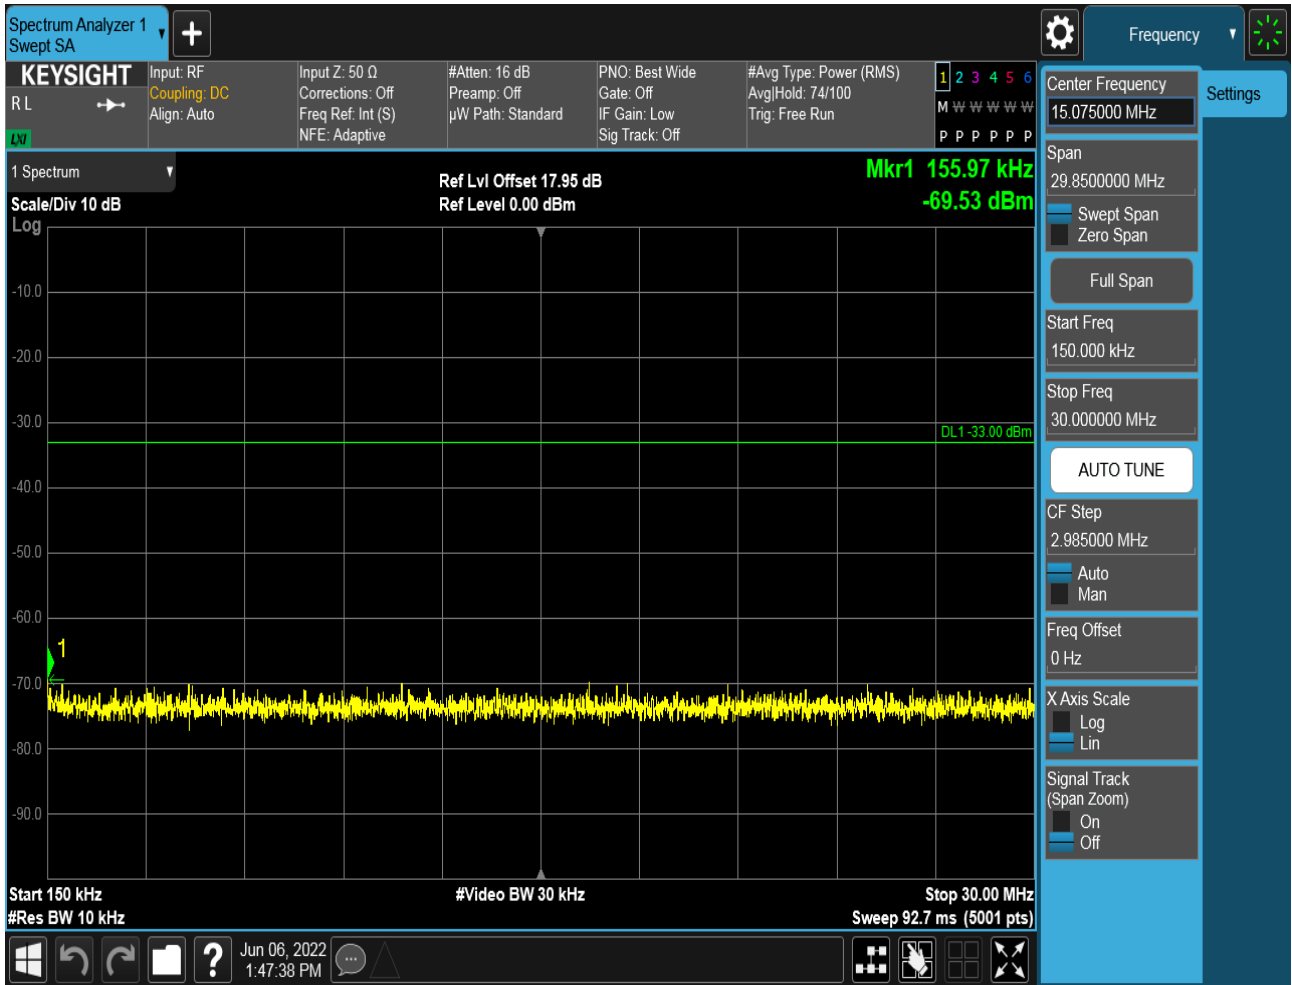 Spectrum Analyzer 1
Swept SA
Frequency
KEYSIGHT
R L
LXI
Input: RF
Coupling: DC
Align: Auto
Input Z: 50 Ω
Corrections: Off
Freq Ref: Int (S)
NFE: Adaptive
#Atten: 16 dB
Preamp: Off
µW Path: Standard
PNO: Best Wide
Gate: Off
IF Gain: Low
Sig Track: Off
#Avg Type: Power (RMS)
Avg|Hold: 74/100
Trig: Free Run
1 2 3 4 5 6
M W W W W W
P P P P P P
1 Spectrum
Scale/Div 10 dB
Log
Ref Lvl Offset 17.95 dB
Ref Level 0.00 dBm
Mkr1 155.97 kHz
-69.53 dBm
-10.0
-20.0
-30.0
DL1 -33.00 dBm
-40.0
-50.0
-60.0
1
-70.0
-80.0
-90.0
Start 150 kHz
#Video BW 30 kHz
Stop 30.00 MHz
#Res BW 10 kHz
Sweep 92.7 ms (5001 pts)
?
Jun 06, 2022
1:47:38 PM
Settings
Center Frequency
15.075000 MHz
Span
29.8500000 MHz
Swept Span
Zero Span
Full Span
Start Freq
150.000 kHz
Stop Freq
30.000000 MHz
AUTO TUNE
CF Step
2.985000 MHz
Auto
Man
Freq Offset
0 Hz
X Axis Scale
Log
Lin
Signal Track
(Span Zoom)
On
Off